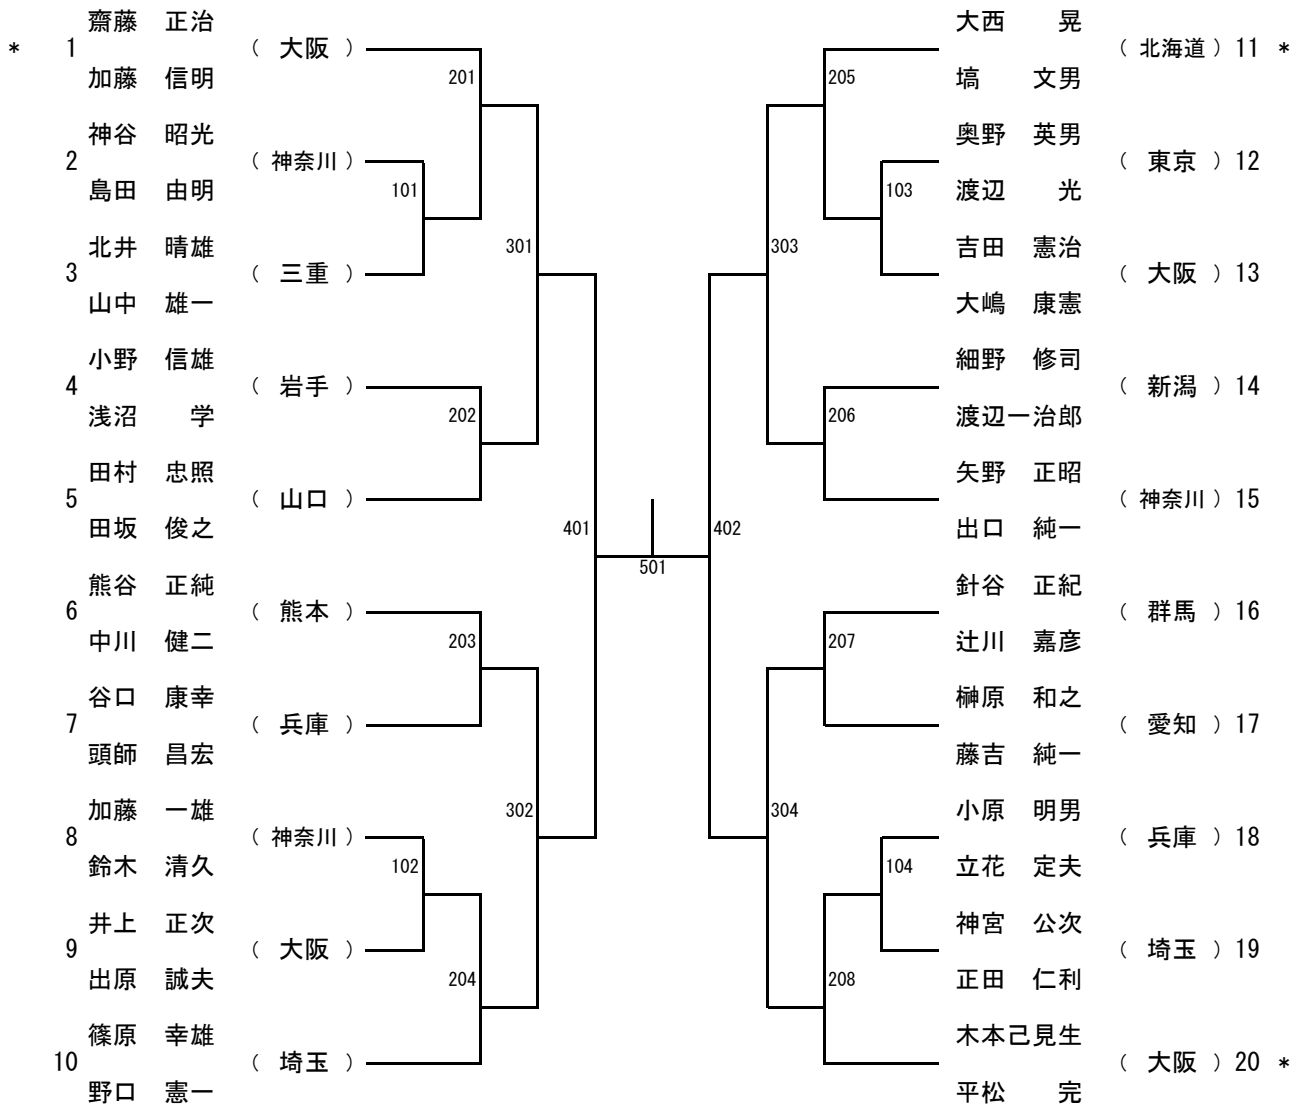 齋藤　正治
* 1 （ 大阪 ）
加藤　信明
神谷　昭光
2 （ 神奈川 ）
島田　由明
北井　晴雄
3 （ 三重 ）
山中　雄一
小野　信雄
4 （ 岩手 ）
浅沼　　学
田村　忠照
5 （ 山口 ）
田坂　俊之
熊谷　正純
6 （ 熊本 ）
中川　健二
谷口　康幸
7 （ 兵庫 ）
頭師　昌宏
加藤　一雄
8 （ 神奈川 ）
鈴木　清久
井上　正次
9 （ 大阪 ）
出原　誠夫
篠原　幸雄
10 （ 埼玉 ）
野口　憲一
201
101
301
202
401
203
302
102
204
501
402
205
103
303
206
207
304
104
208
大西　　晃
（ 北海道 ） 11 *
塙　　文男
奥野　英男
（ 東京 ） 12
渡辺　　光
吉田　憲治
（ 大阪 ） 13
大嶋　康憲
細野　修司
（ 新潟 ） 14
渡辺一治郎
矢野　正昭
（ 神奈川 ） 15
出口　純一
針谷　正紀
（ 群馬 ） 16
辻川　嘉彦
榊原　和之
（ 愛知 ） 17
藤吉　純一
小原　明男
（ 兵庫 ） 18
立花　定夫
神宮　公次
（ 埼玉 ） 19
正田　仁利
木本己見生
（ 大阪 ） 20 *
平松　　完